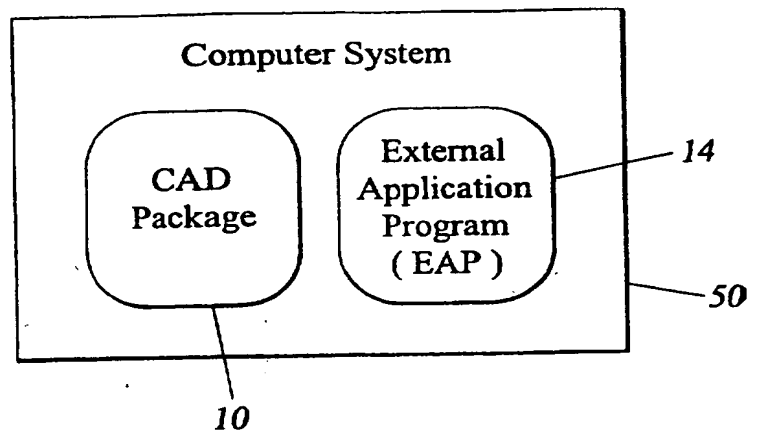 Computer System
CAD
Package
External
Application
Program
( EAP )
14
50
10